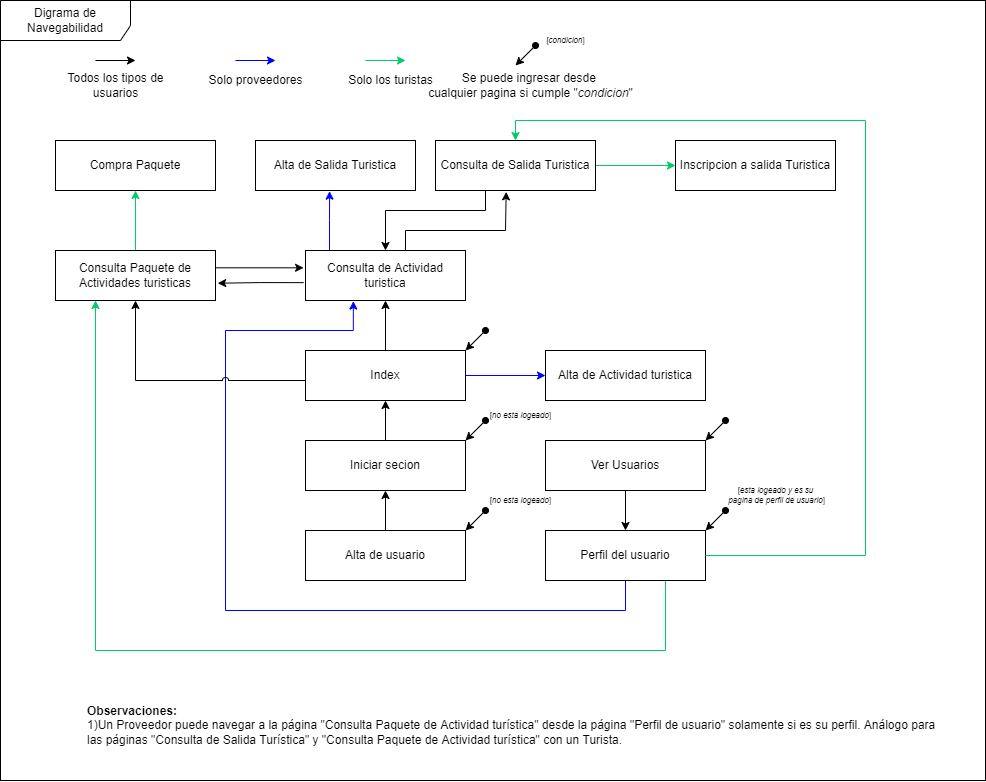 Digrama de
Navegabilidad
[condicion]
Todos los tipos de
usuarios
Solo proveedores
Solo los turistas
Se puede ingresar desde
cualquier pagina si cumple "condicion"
Compra Paquete
Alta de Salida Turistica
Consulta de Salida Turistica
Inscripcion a salida Turistica
Consulta Paquete de
Actividades turisticas
Consulta de Actividad
turistica
Index
Alta de Actividad turistica
[no esta logeado]
Iniciar secion
Ver Usuarios
[no esta logeado]
[esta logeado y es su
pagina de perfil de usuario]
Alta de usuario
Perfil del usuario
Observaciones:
1)Un Proveedor puede navegar a la página "Consulta Paquete de Actividad turística" desde la página "Perfil de usuario" solamente si es su perfil. Análogo para
las páginas "Consulta de Salida Turística" y "Consulta Paquete de Actividad turística" con un Turista.